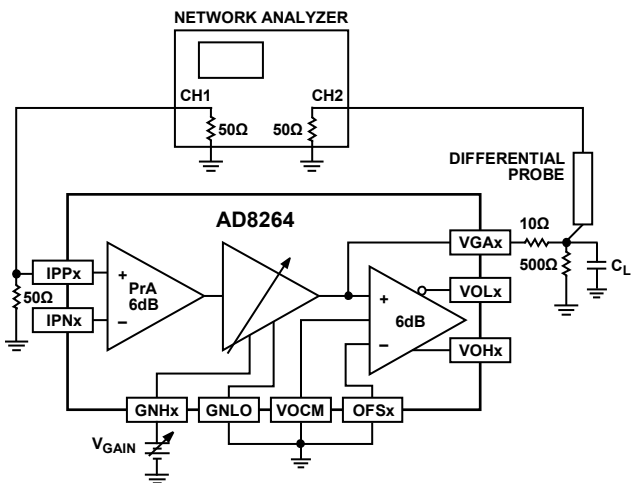 NETWORK ANALYZER
CH1
CH2
50Ω
50Ω
DIFFERENTIAL
PROBE
AD8264
10Ω
VGAx
500Ω
CL
IPPx
+
PrA
6dB
–
50Ω
IPNx
+
6dB
–
VOLx
VOHx
GNHx
GNLO
VOCM
OFSx
VGAIN